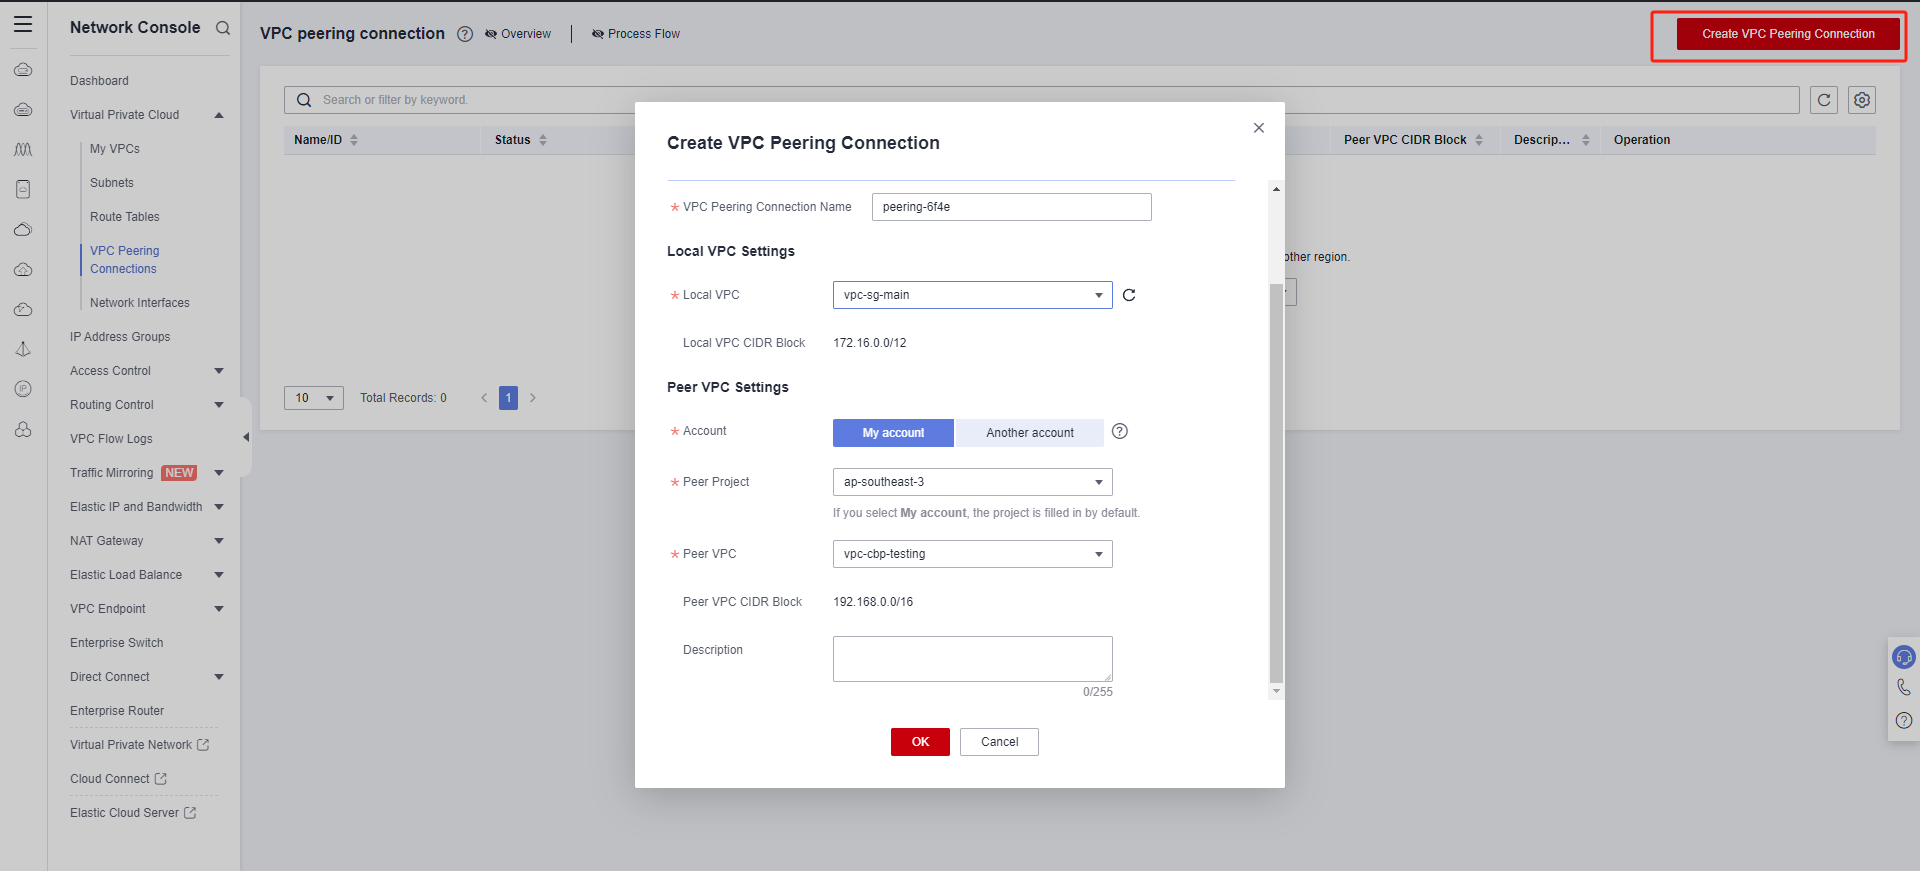 Network Console
VPC peering connection
Overview
Process Flow
Create VPC Peering Connection
Dashboard
Virtual Private Cloud
My VPCs
Subnets
Route Tables
VPC Peering
Connections
Network Interfaces
IP Address Groups
Access Control
Routing Control
VPC Flow Logs
Traffic Mirroring NEW
Elastic IP and Bandwidth
NAT Gateway
Elastic Load Balance
VPC Endpoint
Enterprise Switch
Direct Connect
Enterprise Router
Virtual Private Network
Cloud Connect
Elastic Cloud Server
Search or filter by keyword.
Name/ID
Status
Peer VPC CIDR Block
Descrip...
Operation
other region.
10
Total Records: 0
1
Create VPC Peering Connection
* VPC Peering Connection Name peering-6f4e
Local VPC Settings
* Local VPC vpc-sg-main
Local VPC CIDR Block 172.16.0.0/12
Peer VPC Settings
* Account My account Another account
* Peer Project ap-southeast-3
If you select My account, the project is filled in by default.
* Peer VPC vpc-cbp-testing
Peer VPC CIDR Block 192.168.0.0/16
Description
0/255
OK Cancel